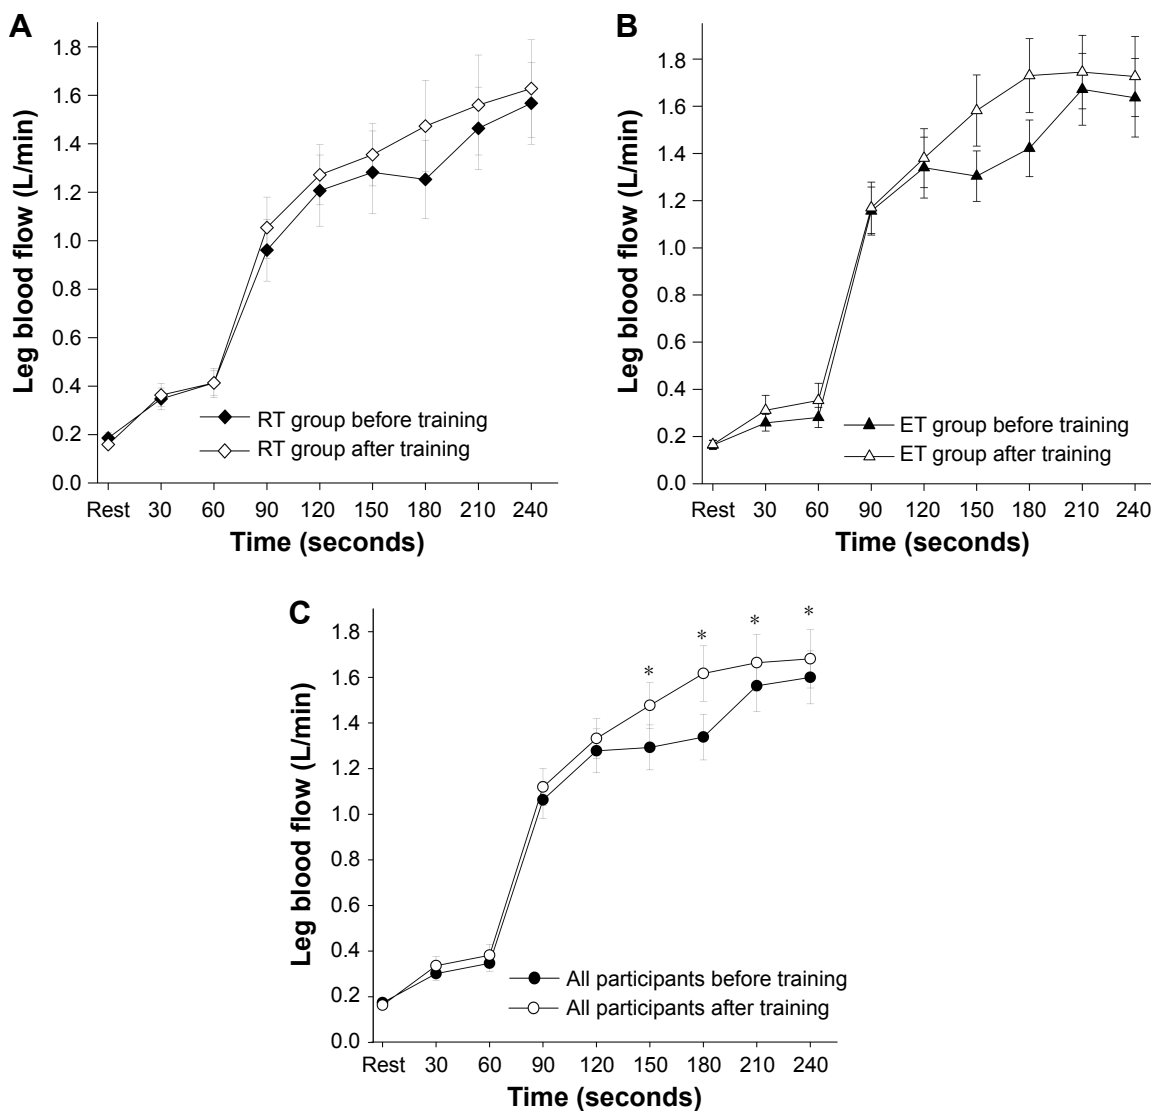 A
Leg blood flow (L/min)
1.8
1.6
1.4
1.2
1.0
0.8
0.6
0.4
0.2
0.0
RT group before training
RT group after training
Rest 30 60 90 120 150 180 210 240
Time (seconds)
B
Leg blood flow (L/min)
1.8
1.6
1.4
1.2
1.0
0.8
0.6
0.4
0.2
0.0
ET group before training
ET group after training
Rest 30 60 90 120 150 180 210 240
Time (seconds)
C
Leg blood flow (L/min)
1.8
1.6
1.4
1.2
1.0
0.8
0.6
0.4
0.2
0.0
* * * *
All participants before training
All participants after training
Rest 30 60 90 120 150 180 210 240
Time (seconds)